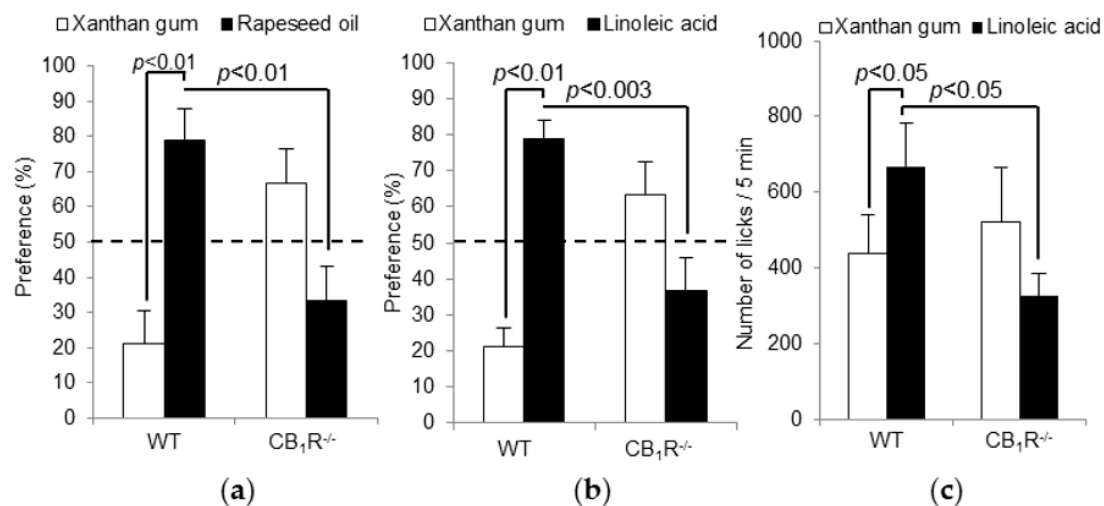 □ Xanthan gum ■ Rapeseed oil
p<0.01
p<0.01
100
90
80
70
60
50
40
30
20
10
0
Preference (%)
WT CB₁R⁻/⁻
(a)
□ Xanthan gum ■ Linoleic acid
p<0.01
p<0.003
100
90
80
70
60
50
40
30
20
10
0
Preference (%)
WT CB₁R⁻/⁻
(b)
□ Xanthan gum ■ Linoleic acid
p<0.05
p<0.05
1000
800
600
400
200
0
Number of licks / 5 min
WT CB₁R⁻/⁻
(c)